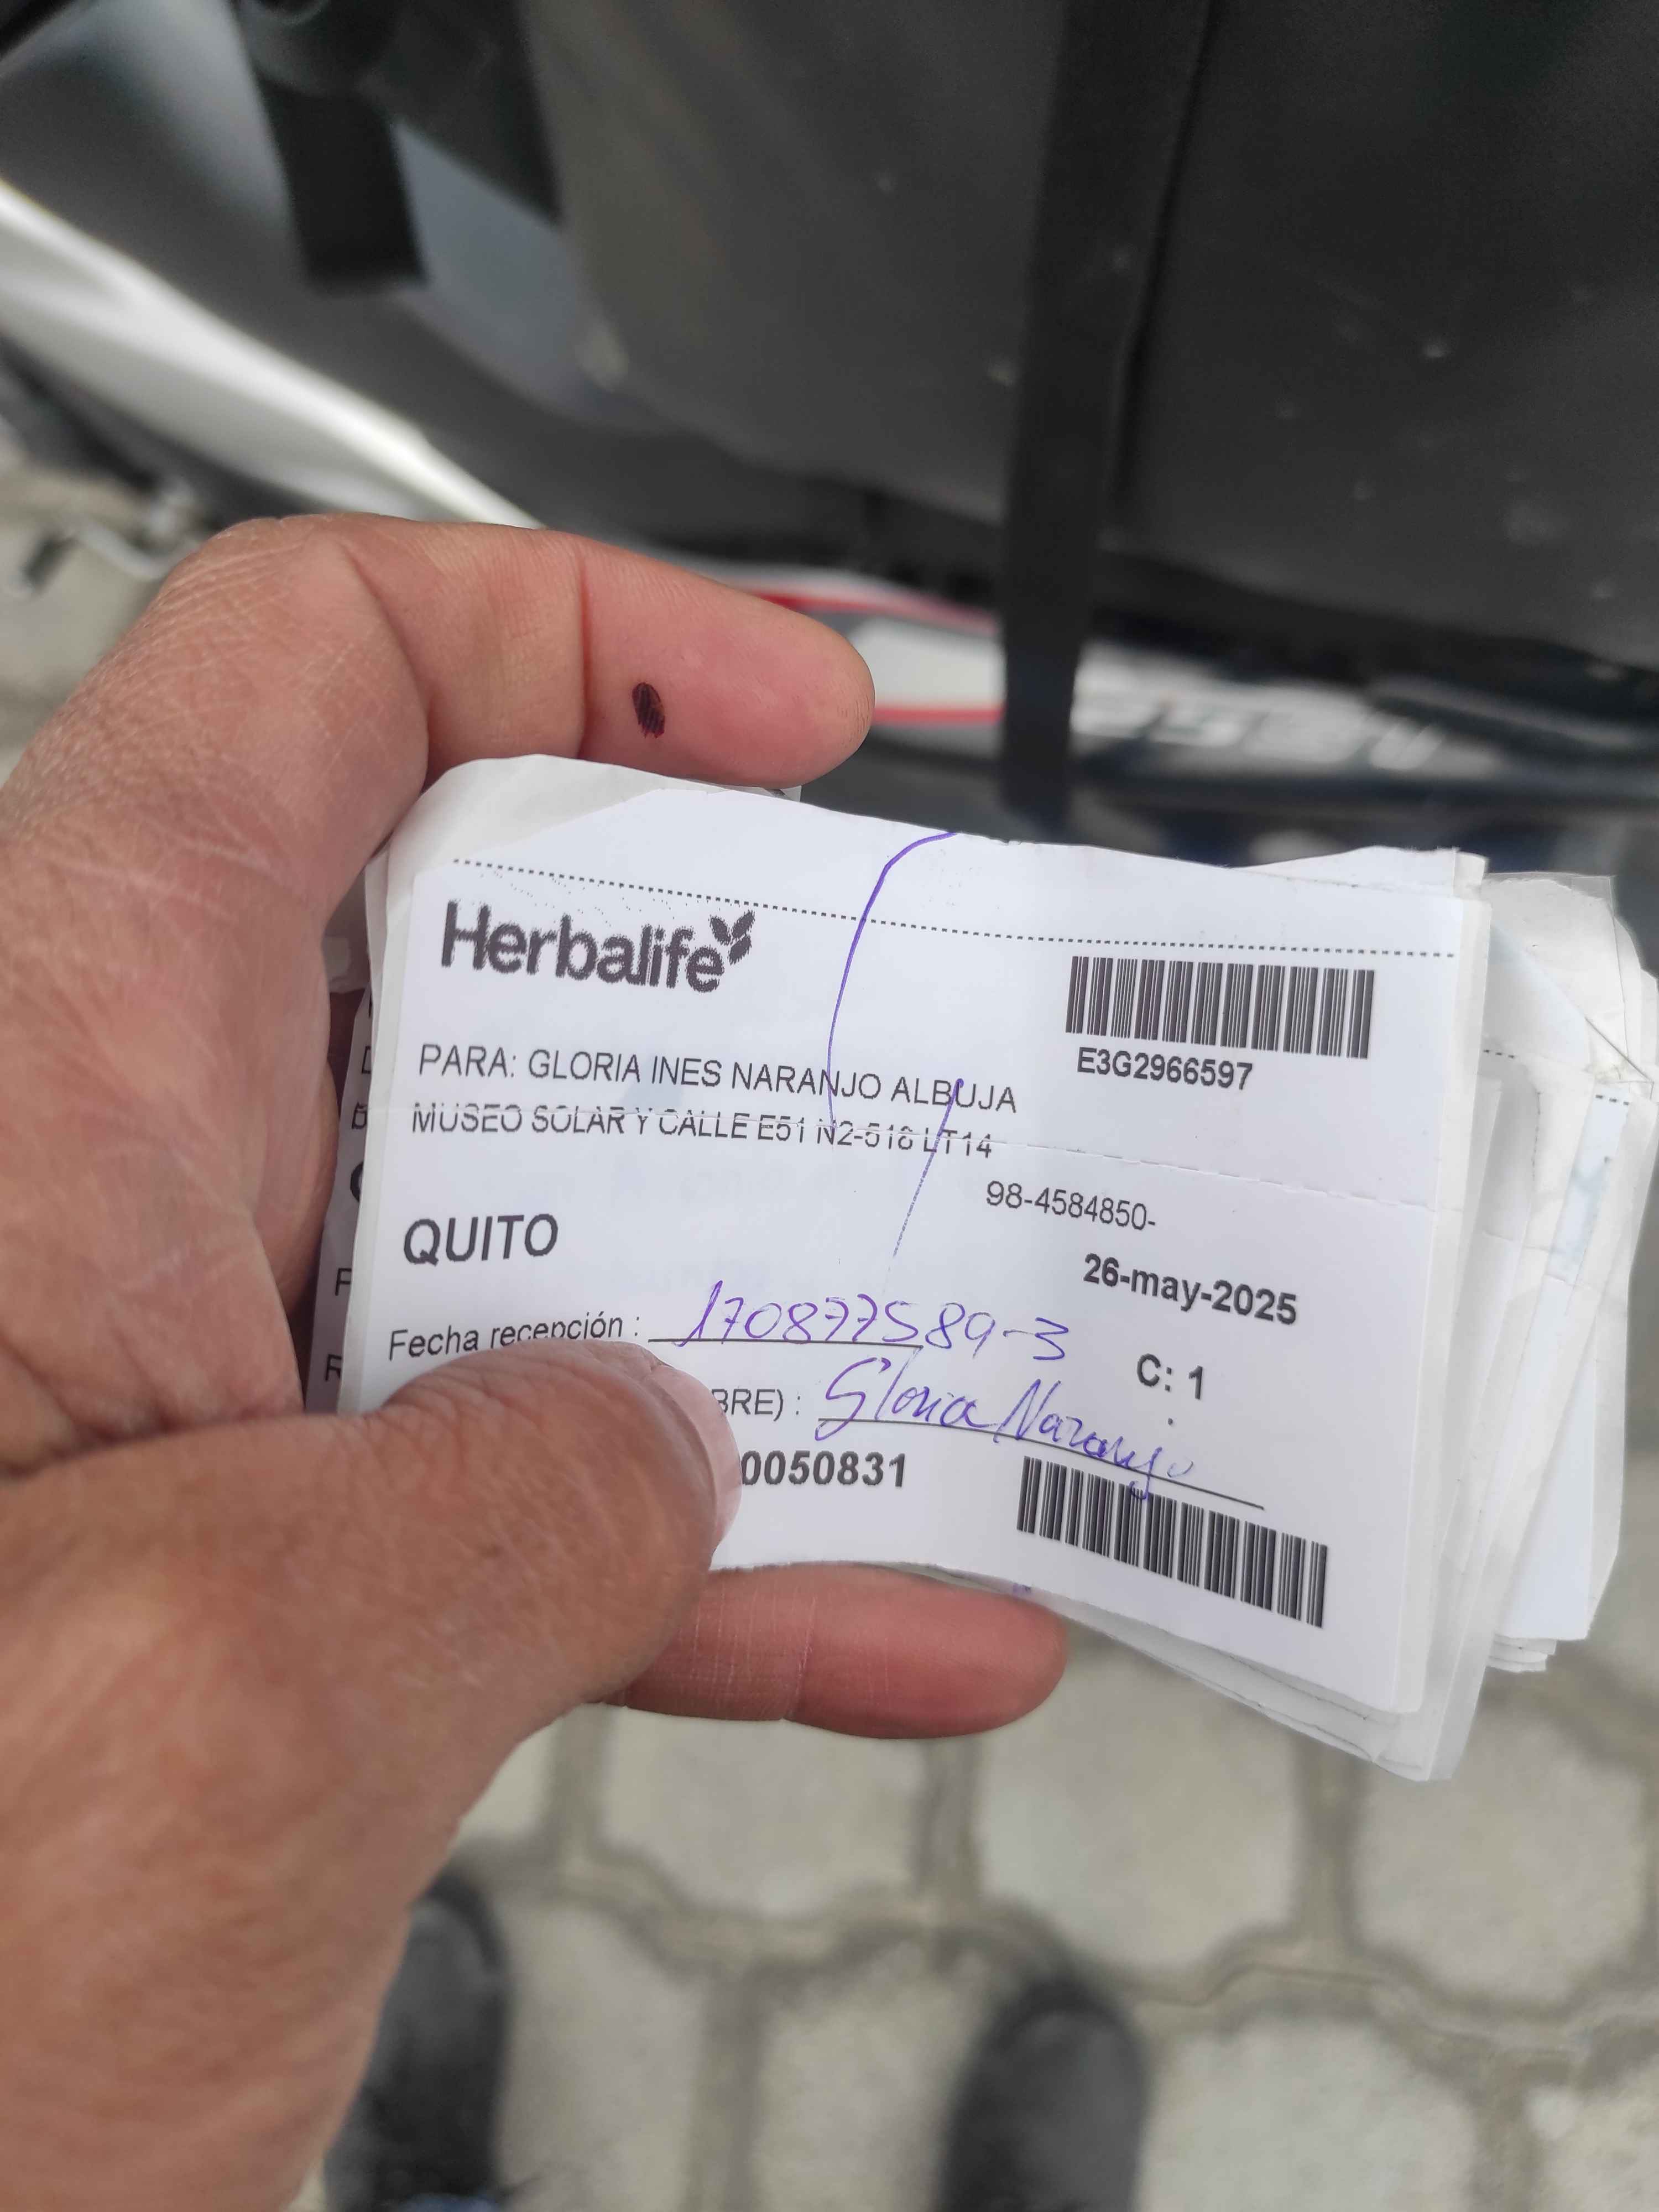 Herbalife
E3G2966597
PARA: GLORIA INES NARANJO ALBUJA
MUSEO SOLAR Y CALLE E51 N2-518 LT14
98-4584850-
QUITO
26-may-2025
Fecha recepción : 170877589-3
C: 1
BRE) : Gloria Naranjo
0050831